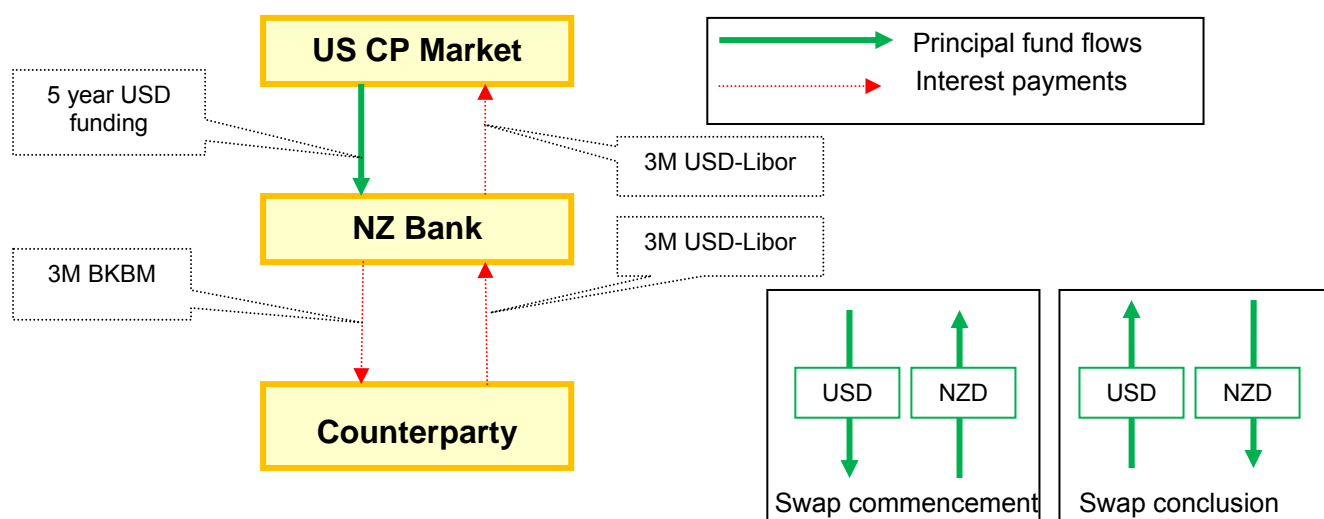 US CP Market
Principal fund flows
Interest payments
5 year USD
funding
3M USD-Libor
NZ Bank
3M USD-Libor
3M BKBM
Counterparty
USD
NZD
USD
NZD
Swap commencement
Swap conclusion